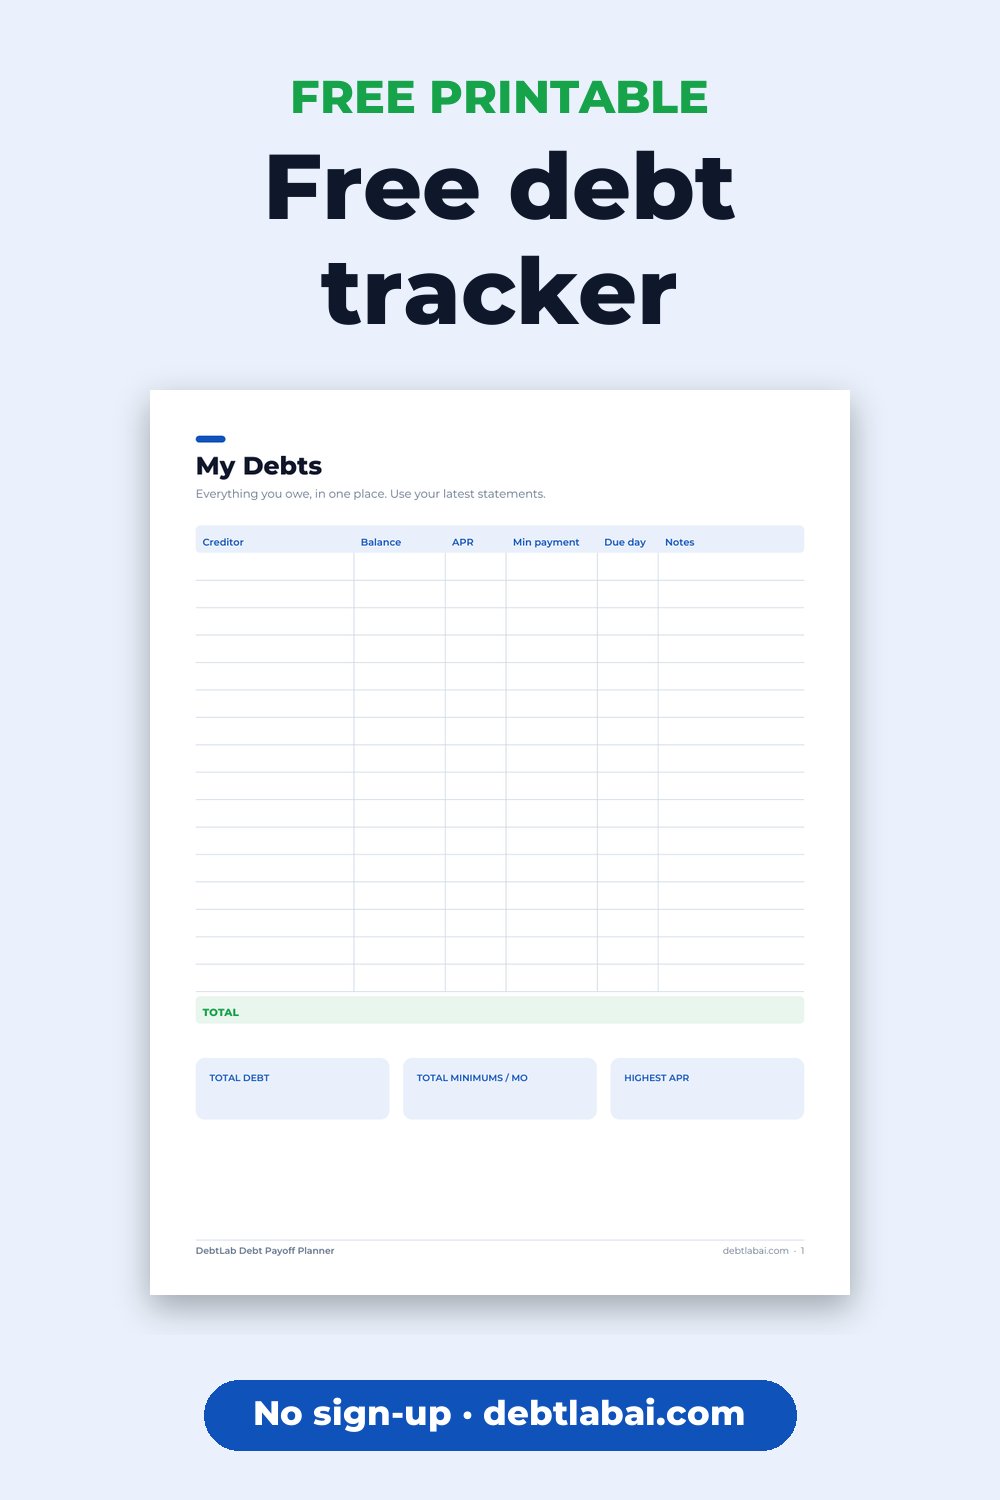 FREE PRINTABLE
Free debt
tracker
My Debts
Everything you owe, in one place. Use your latest statements.
Creditor Balance APR Min payment Due day Notes
TOTAL
TOTAL DEBT TOTAL MINIMUMS / MO HIGHEST APR
DebtLab Debt Payoff Planner debtlabai.com · 1
No sign-up · debtlabai.com